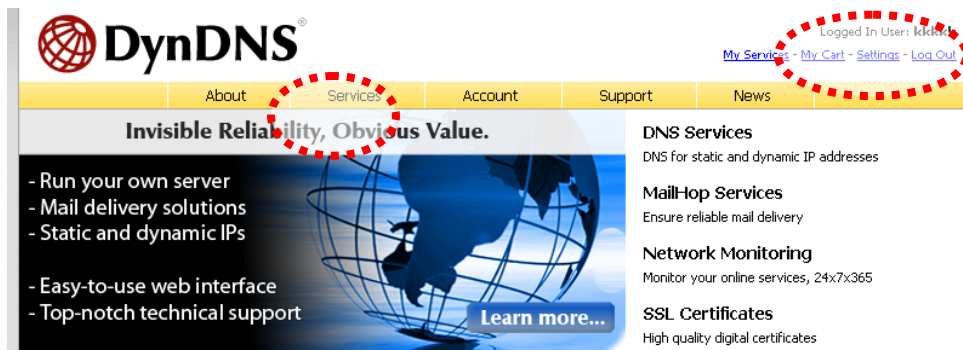 DynDNS®
Logged In User: kkkkk
My Services - My Cart - Settings - Log Out
About Services Account Support News
Invisible Reliability, Obvious Value.
- Run your own server
- Mail delivery solutions
- Static and dynamic IPs
- Easy-to-use web interface
- Top-notch technical support
Learn more...
DNS Services
DNS for static and dynamic IP addresses
MailHop Services
Ensure reliable mail delivery
Network Monitoring
Monitor your online services, 24x7x365
SSL Certificates
High quality digital certificates